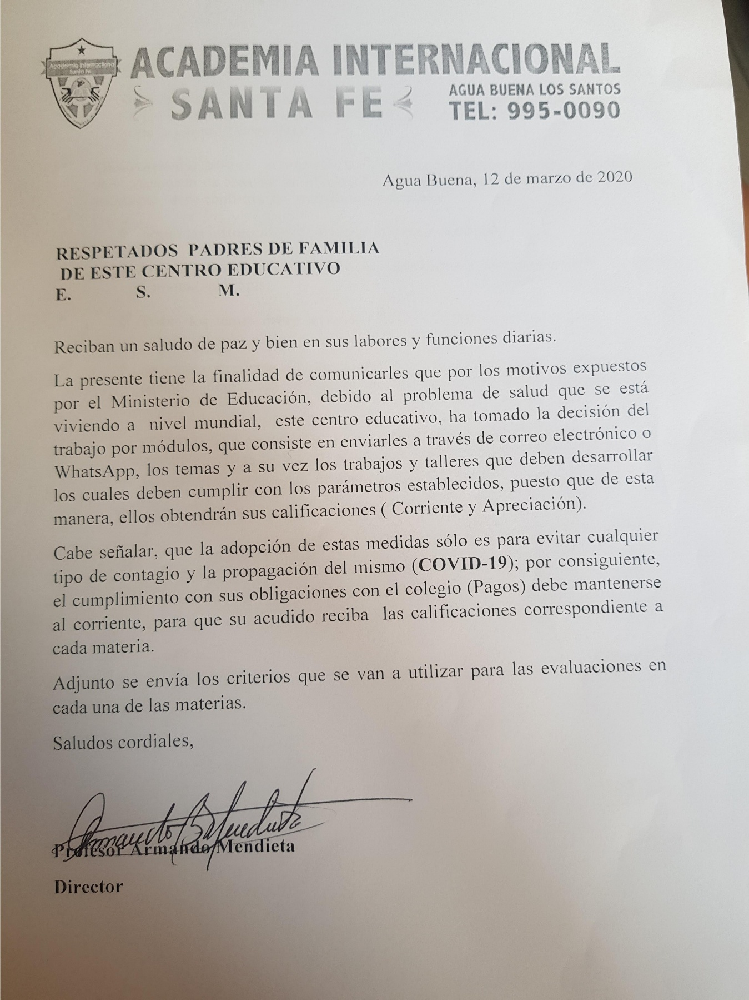 Academia Internacional
Santa Fe
ACADEMIA INTERNACIONAL
SANTA FE
AGUA BUENA LOS SANTOS
TEL: 995-0090
Agua Buena, 12 de marzo de 2020
RESPETADOS PADRES DE FAMILIA
DE ESTE CENTRO EDUCATIVO
E. S. M.
Reciban un saludo de paz y bien en sus labores y funciones diarias.
La presente tiene la finalidad de comunicarles que por los motivos expuestos
por el Ministerio de Educación, debido al problema de salud que se está
viviendo a nivel mundial, este centro educativo, ha tomado la decisión del
trabajo por módulos, que consiste en enviarles a través de correo electrónico o
WhatsApp, los temas y a su vez los trabajos y talleres que deben desarrollar
los cuales deben cumplir con los parámetros establecidos, puesto que de esta
manera, ellos obtendrán sus calificaciones ( Corriente y Apreciación).
Cabe señalar, que la adopción de estas medidas sólo es para evitar cualquier
tipo de contagio y la propagación del mismo (COVID-19); por consiguiente,
el cumplimiento con sus obligaciones con el colegio (Pagos) debe mantenerse
al corriente, para que su acudido reciba las calificaciones correspondiente a
cada materia.
Adjunto se envía los criterios que se van a utilizar para las evaluaciones en
cada una de las materias.
Saludos cordiales,
Armando B Mendieta
Profesor Armando Mendieta
Director